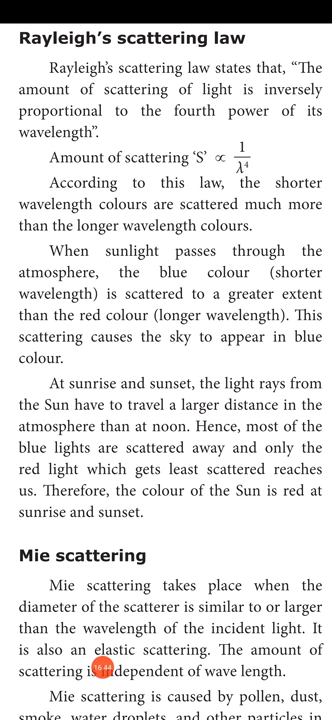 Rayleigh's scattering law
Rayleigh's scattering law states that, "The
amount of scattering of light is inversely
proportional to the fourth power of its
wavelength".
Amount of scattering 'S' ∝ 1/λ⁴
According to this law, the shorter
wavelength colours are scattered much more
than the longer wavelength colours.
When sunlight passes through the
atmosphere, the blue colour (shorter
wavelength) is scattered to a greater extent
than the red colour (longer wavelength). This
scattering causes the sky to appear in blue
colour.
At sunrise and sunset, the light rays from
the Sun have to travel a larger distance in the
atmosphere than at noon. Hence, most of the
blue lights are scattered away and only the
red light which gets least scattered reaches
us. Therefore, the colour of the Sun is red at
sunrise and sunset.
Mie scattering
Mie scattering takes place when the
diameter of the scatterer is similar to or larger
than the wavelength of the incident light. It
is also an elastic scattering. The amount of
scattering is independent of wave length.
16:44
Mie scattering is caused by pollen, dust,
smoke, water droplets, and other particles in